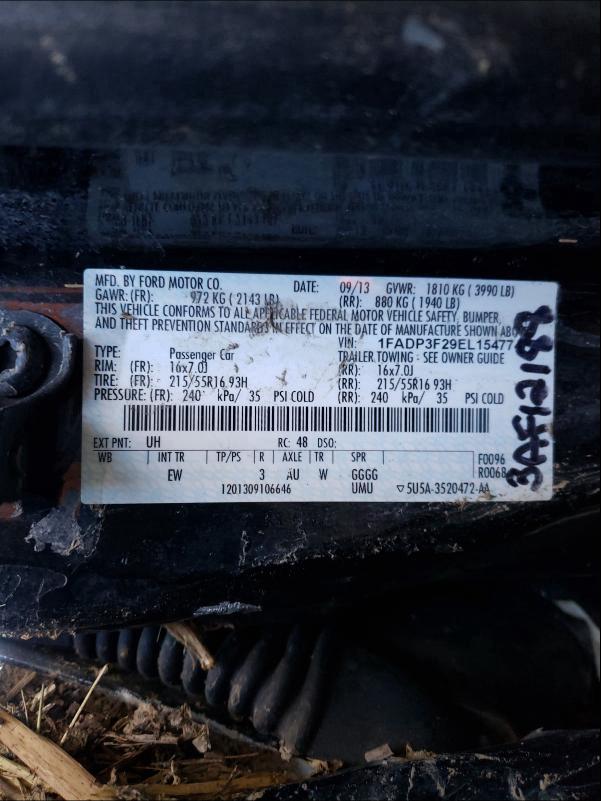 MFD. BY FORD MOTOR CO. DATE: 09/13 GVWR: 1810 KG ( 3990 LB)
GAWR:(FR): 972 KG ( 2143 LB) (RR): 880 KG ( 1940 LB)
THIS VEHICLE CONFORMS TO ALL APPLICABLE FEDERAL MOTOR VEHICLE SAFETY, BUMPER,
AND THEFT PREVENTION STANDARDS IN EFFECT ON THE DATE OF MANUFACTURE SHOWN
VIN: 1FADP3F29EL15477
TYPE: Passenger Car TRAILER TOWING : SEE OWNER GUIDE
RIM: (FR): 16x7.0J (RR): 16x7.0J
TIRE: (FR): 215/55R16 93H (RR): 215/55R16 93H
PRESSURE: (FR): 240 kPa/ 35 PSI COLD (RR): 240 kPa/ 35 PSI COLD
EXT PNT: UH RC: 48 DSO:
WB INT TR TP/PS R AXLE TR SPR F0096
EW 3 AU W GGGG R0068
1201309106646 UMU ▽5U5A-3520472-AA